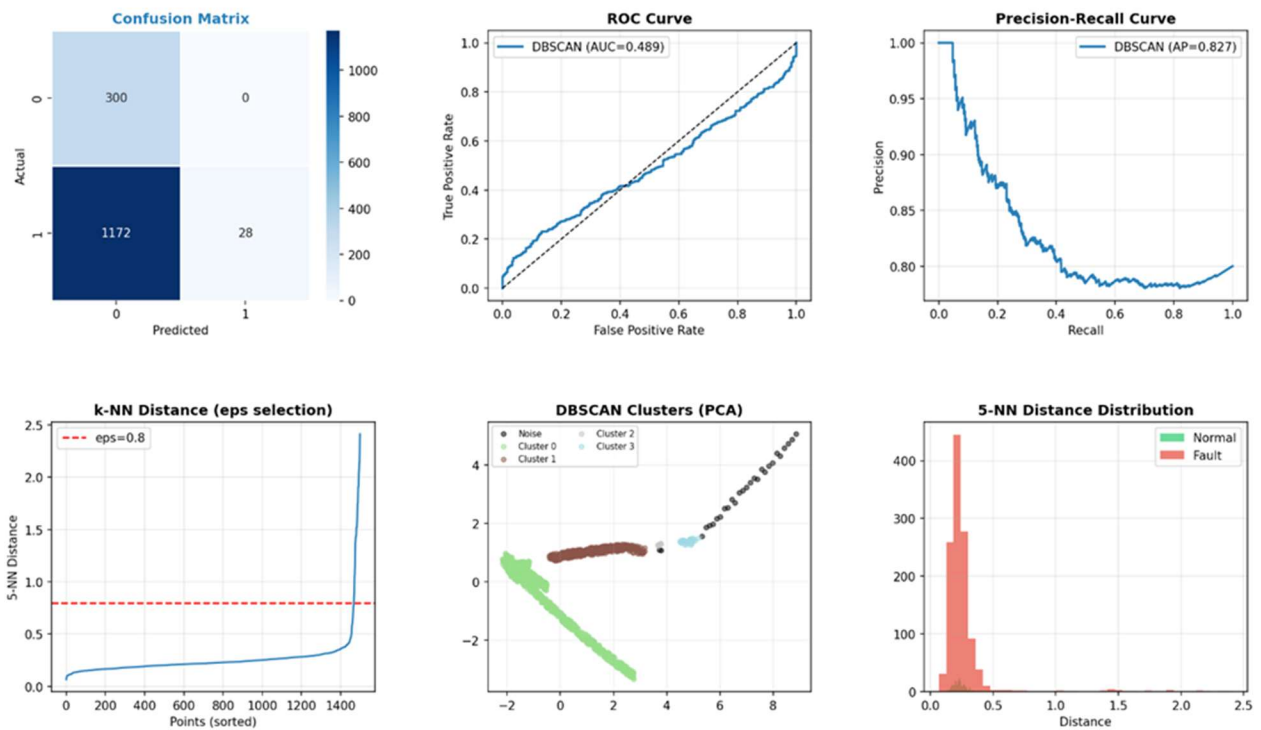 Confusion Matrix
0
1
Actual
300
0
1172
28
0
1
Predicted
1000
800
600
400
200
0
ROC Curve
DBSCAN (AUC=0.489)
True Positive Rate
1.0
0.8
0.6
0.4
0.2
0.0
0.0 0.2 0.4 0.6 0.8 1.0
False Positive Rate
Precision-Recall Curve
DBSCAN (AP=0.827)
Precision
1.00
0.95
0.90
0.85
0.80
0.0 0.2 0.4 0.6 0.8 1.0
Recall
k-NN Distance (eps selection)
eps=0.8
5-NN Distance
2.5
2.0
1.5
1.0
0.5
0.0
0 200 400 600 800 1000 1200 1400
Points (sorted)
DBSCAN Clusters (PCA)
Noise
Cluster 0
Cluster 1
Cluster 2
Cluster 3
4
2
0
−2
−2 0 2 4 6 8
5-NN Distance Distribution
Normal
Fault
400
300
200
100
0
0.0 0.5 1.0 1.5 2.0 2.5
Distance